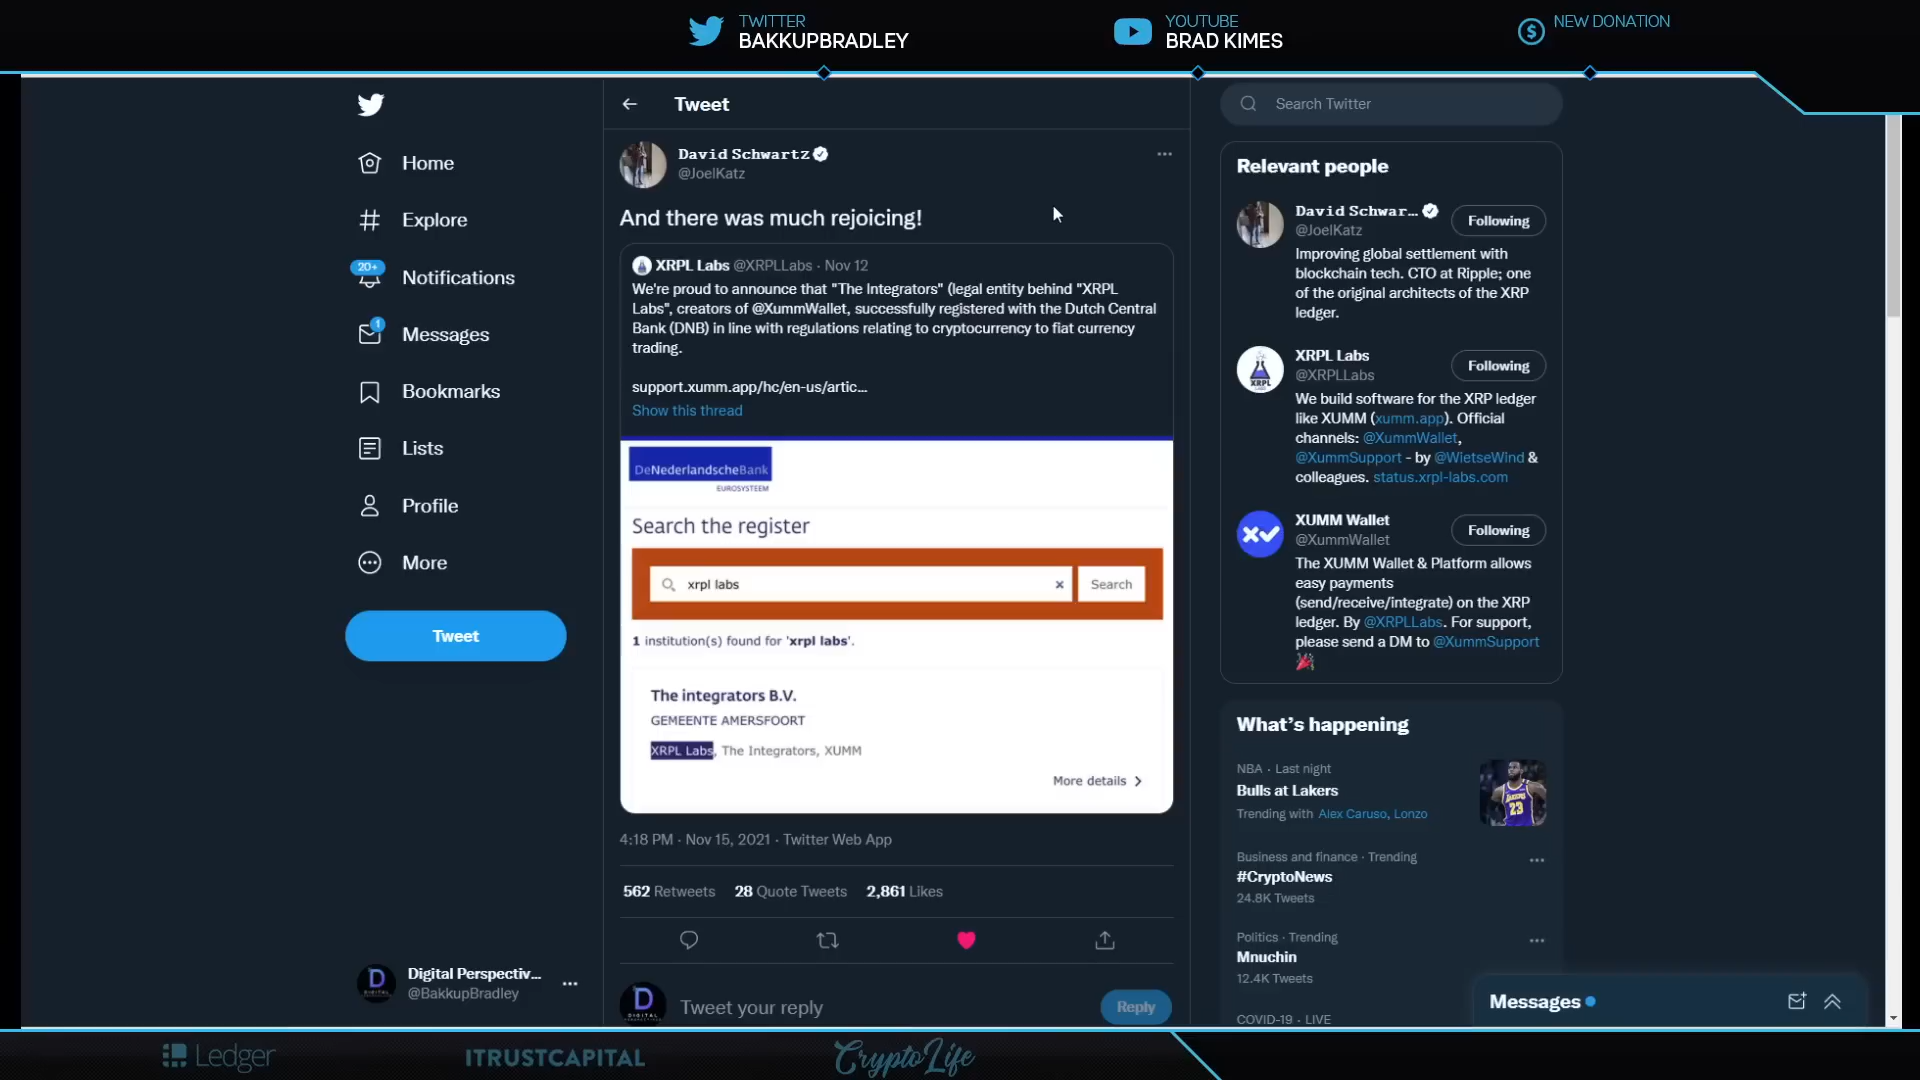 TWITTER
BAKKUPBRADLEY
YOUTUBE
BRAD KIMES
NEW DONATION
Home
Explore
20+
Notifications
1
Messages
Bookmarks
Lists
Profile
More
Tweet
Digital Perspectiv...
@BakkupBradley
Tweet
David Schwartz
@JoelKatz
And there was much rejoicing!
XRPL Labs @XRPLLabs · Nov 12
We're proud to announce that "The Integrators" (legal entity behind "XRPL
Labs", creators of @XummWallet, successfully registered with the Dutch Central
Bank (DNB) in line with regulations relating to cryptocurrency to fiat currency
trading.
support.xumm.app/hc/en-us/artic...
Show this thread
DeNederlandscheBank
EUROSYSTEEM
Search the register
xrpl labs
×
Search
1 institution(s) found for 'xrpl labs'.
The integrators B.V.
GEMEENTE AMERSFOORT
XRPL Labs, The Integrators, XUMM
More details
4:18 PM · Nov 15, 2021 · Twitter Web App
562 Retweets 28 Quote Tweets 2,861 Likes
D
DIGITAL
Tweet your reply
Reply
Search Twitter
Relevant people
David Schwar...
@JoelKatz
Following
Improving global settlement with
blockchain tech. CTO at Ripple; one
of the original architects of the XRP
ledger.
XRPL Labs
@XRPLLabs
Following
We build software for the XRP ledger
like XUMM (xumm.app). Official
channels: @XummWallet,
@XummSupport - by @WietseWind &
colleagues. status.xrpl-labs.com
XUMM Wallet
@XummWallet
Following
The XUMM Wallet & Platform allows
easy payments
(send/receive/integrate) on the XRP
ledger. By @XRPLLabs. For support,
please send a DM to @XummSupport
What's happening
NBA · Last night
Bulls at Lakers
Trending with Alex Caruso, Lonzo
Business and finance · Trending
#CryptoNews
24.8K Tweets
Politics · Trending
Mnuchin
12.4K Tweets
COVID-19 · LIVE
Messages
Ledger
ITRUSTCAPITAL
CryptoLife